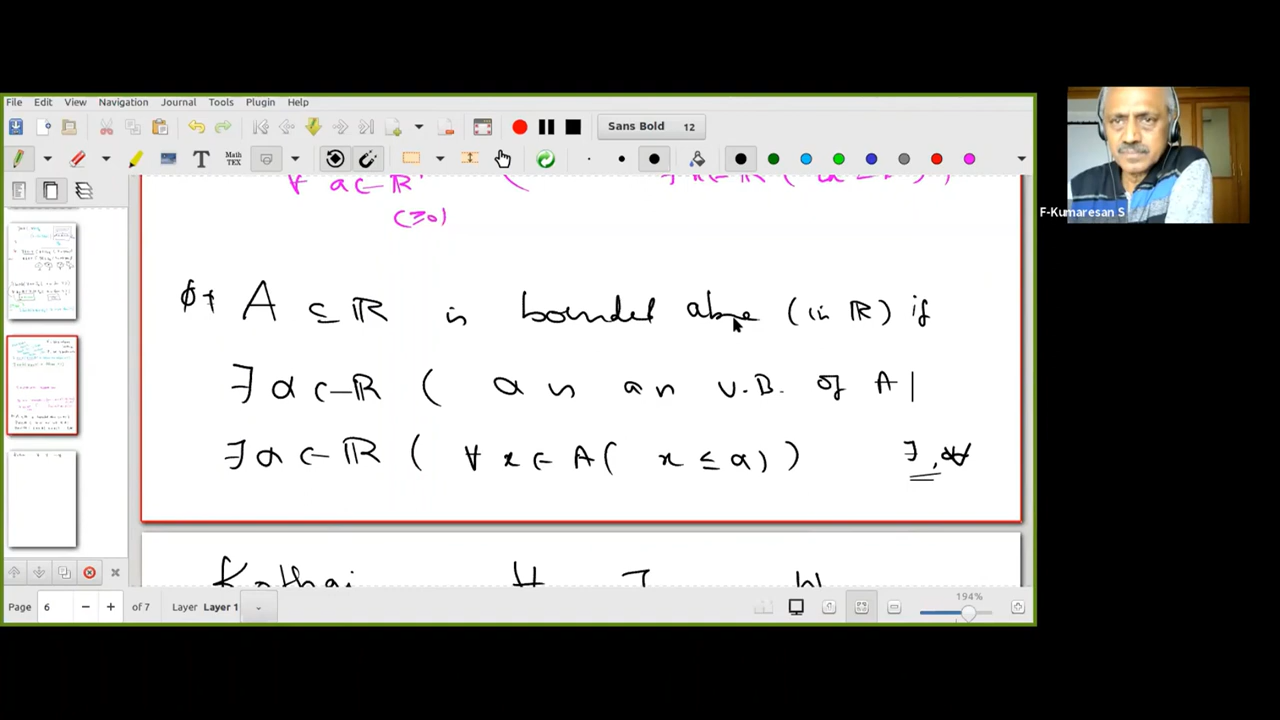 File Edit View Navigation Journal Tools Plugin Help
Sans Bold 12
(≥0)
∅ ≠ A ⊆ ℝ is bounded above (in ℝ) if
∃ α ∈ ℝ ( α is an U.B. of A )
∃ α ∈ ℝ ( ∀ x ∈ A ( x ≤ α ) ) ∃, ∀
Page 6 of 7 Layer Layer 1 194%
F-Kumaresan S